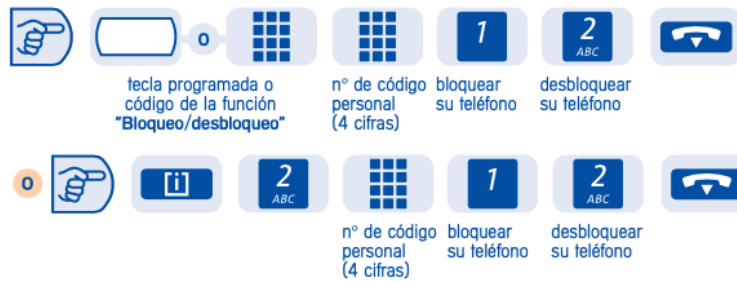 o
1
2
ABC
tecla programada o
código de la función
"Bloqueo/desbloqueo"
n° de código
personal
(4 cifras)
bloquear
su teléfono
desbloquear
su teléfono
o
[i]
2
ABC
1
2
ABC
n° de código
personal
(4 cifras)
bloquear
su teléfono
desbloquear
su teléfono